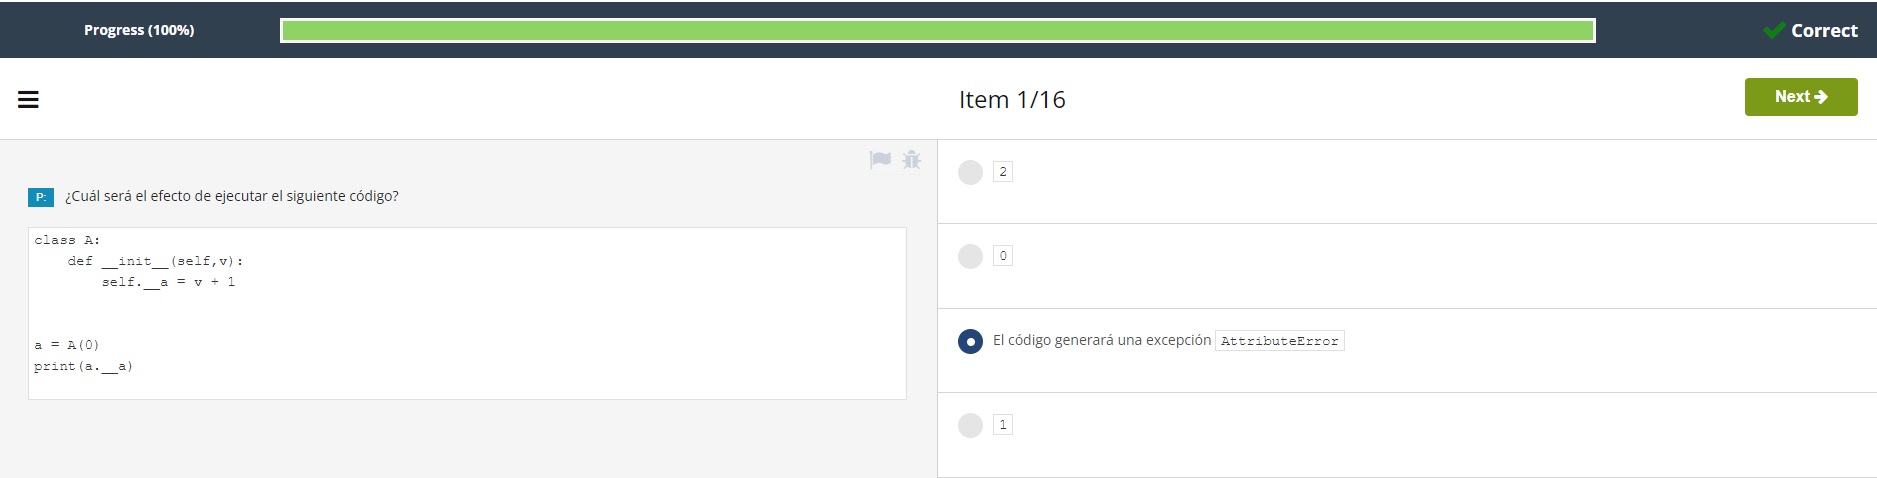 Progress (100%)
Correct
Item 1/16
Next
P: ¿Cuál será el efecto de ejecutar el siguiente código?
class A:
    def __init__(self,v):
        self.__a = v + 1
a = A(0)
print(a.__a)
2
0
El código generará una excepción AttributeError
1